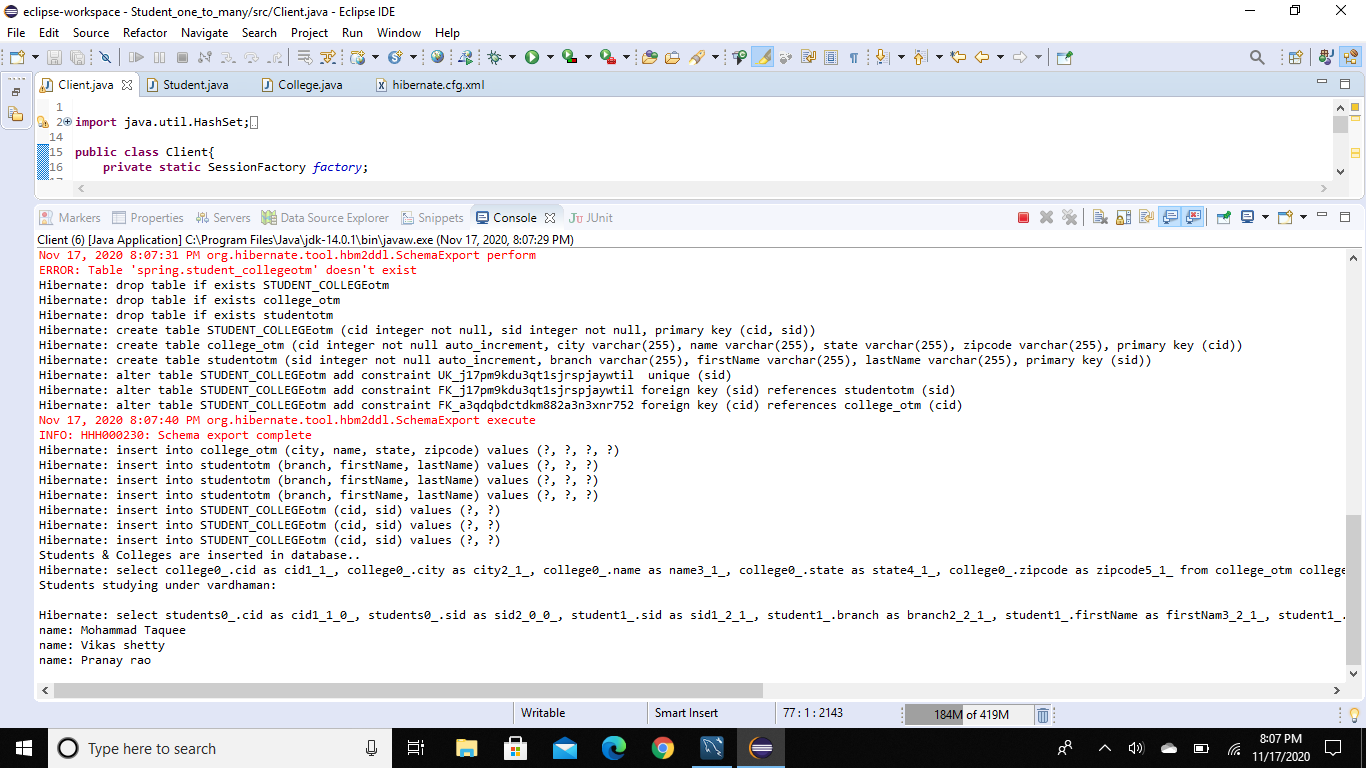 eclipse-workspace - Student_one_to_many/src/Client.java - Eclipse IDE
File Edit Source Refactor Navigate Search Project Run Window Help
Client.java Student.java College.java hibernate.cfg.xml
1
2 import java.util.HashSet;
14
15 public class Client{
16 private static SessionFactory factory;
Markers Properties Servers Data Source Explorer Snippets Console JUnit
Client (6) [Java Application] C:\Program Files\Java\jdk-14.0.1\bin\javaw.exe (Nov 17, 2020, 8:07:29 PM)
Nov 17, 2020 8:07:31 PM org.hibernate.tool.hbm2ddl.SchemaExport perform
ERROR: Table 'spring.student_collegeotm' doesn't exist
Hibernate: drop table if exists STUDENT_COLLEGEotm
Hibernate: drop table if exists college_otm
Hibernate: drop table if exists studentotm
Hibernate: create table STUDENT_COLLEGEotm (cid integer not null, sid integer not null, primary key (cid, sid))
Hibernate: create table college_otm (cid integer not null auto_increment, city varchar(255), name varchar(255), state varchar(255), zipcode varchar(255), primary key (cid))
Hibernate: create table studentotm (sid integer not null auto_increment, branch varchar(255), firstName varchar(255), lastName varchar(255), primary key (sid))
Hibernate: alter table STUDENT_COLLEGEotm add constraint UK_j17pm9kdu3qt1sjrspjaywtil unique (sid)
Hibernate: alter table STUDENT_COLLEGEotm add constraint FK_j17pm9kdu3qt1sjrspjaywtil foreign key (sid) references studentotm (sid)
Hibernate: alter table STUDENT_COLLEGEotm add constraint FK_a3qdqbdctdkm882a3n3xnr752 foreign key (cid) references college_otm (cid)
Nov 17, 2020 8:07:40 PM org.hibernate.tool.hbm2ddl.SchemaExport execute
INFO: HHH000230: Schema export complete
Hibernate: insert into college_otm (city, name, state, zipcode) values (?, ?, ?, ?)
Hibernate: insert into studentotm (branch, firstName, lastName) values (?, ?, ?)
Hibernate: insert into studentotm (branch, firstName, lastName) values (?, ?, ?)
Hibernate: insert into studentotm (branch, firstName, lastName) values (?, ?, ?)
Hibernate: insert into STUDENT_COLLEGEotm (cid, sid) values (?, ?)
Hibernate: insert into STUDENT_COLLEGEotm (cid, sid) values (?, ?)
Hibernate: insert into STUDENT_COLLEGEotm (cid, sid) values (?, ?)
Students & Colleges are inserted in database..
Hibernate: select college0_.cid as cid1_1_, college0_.city as city2_1_, college0_.name as name3_1_, college0_.state as state4_1_, college0_.zipcode as zipcode5_1_ from college_otm college
Students studying under vardhaman:
Hibernate: select students0_.cid as cid1_1_0_, students0_.sid as sid2_0_0_, student1_.sid as sid1_2_1_, student1_.branch as branch2_2_1_, student1_.firstName as firstNam3_2_1_, student1_.
name: Mohammad Taquee
name: Vikas shetty
name: Pranay rao
Writable Smart Insert 77 : 1 : 2143 184M of 419M
Type here to search
8:07 PM
11/17/2020